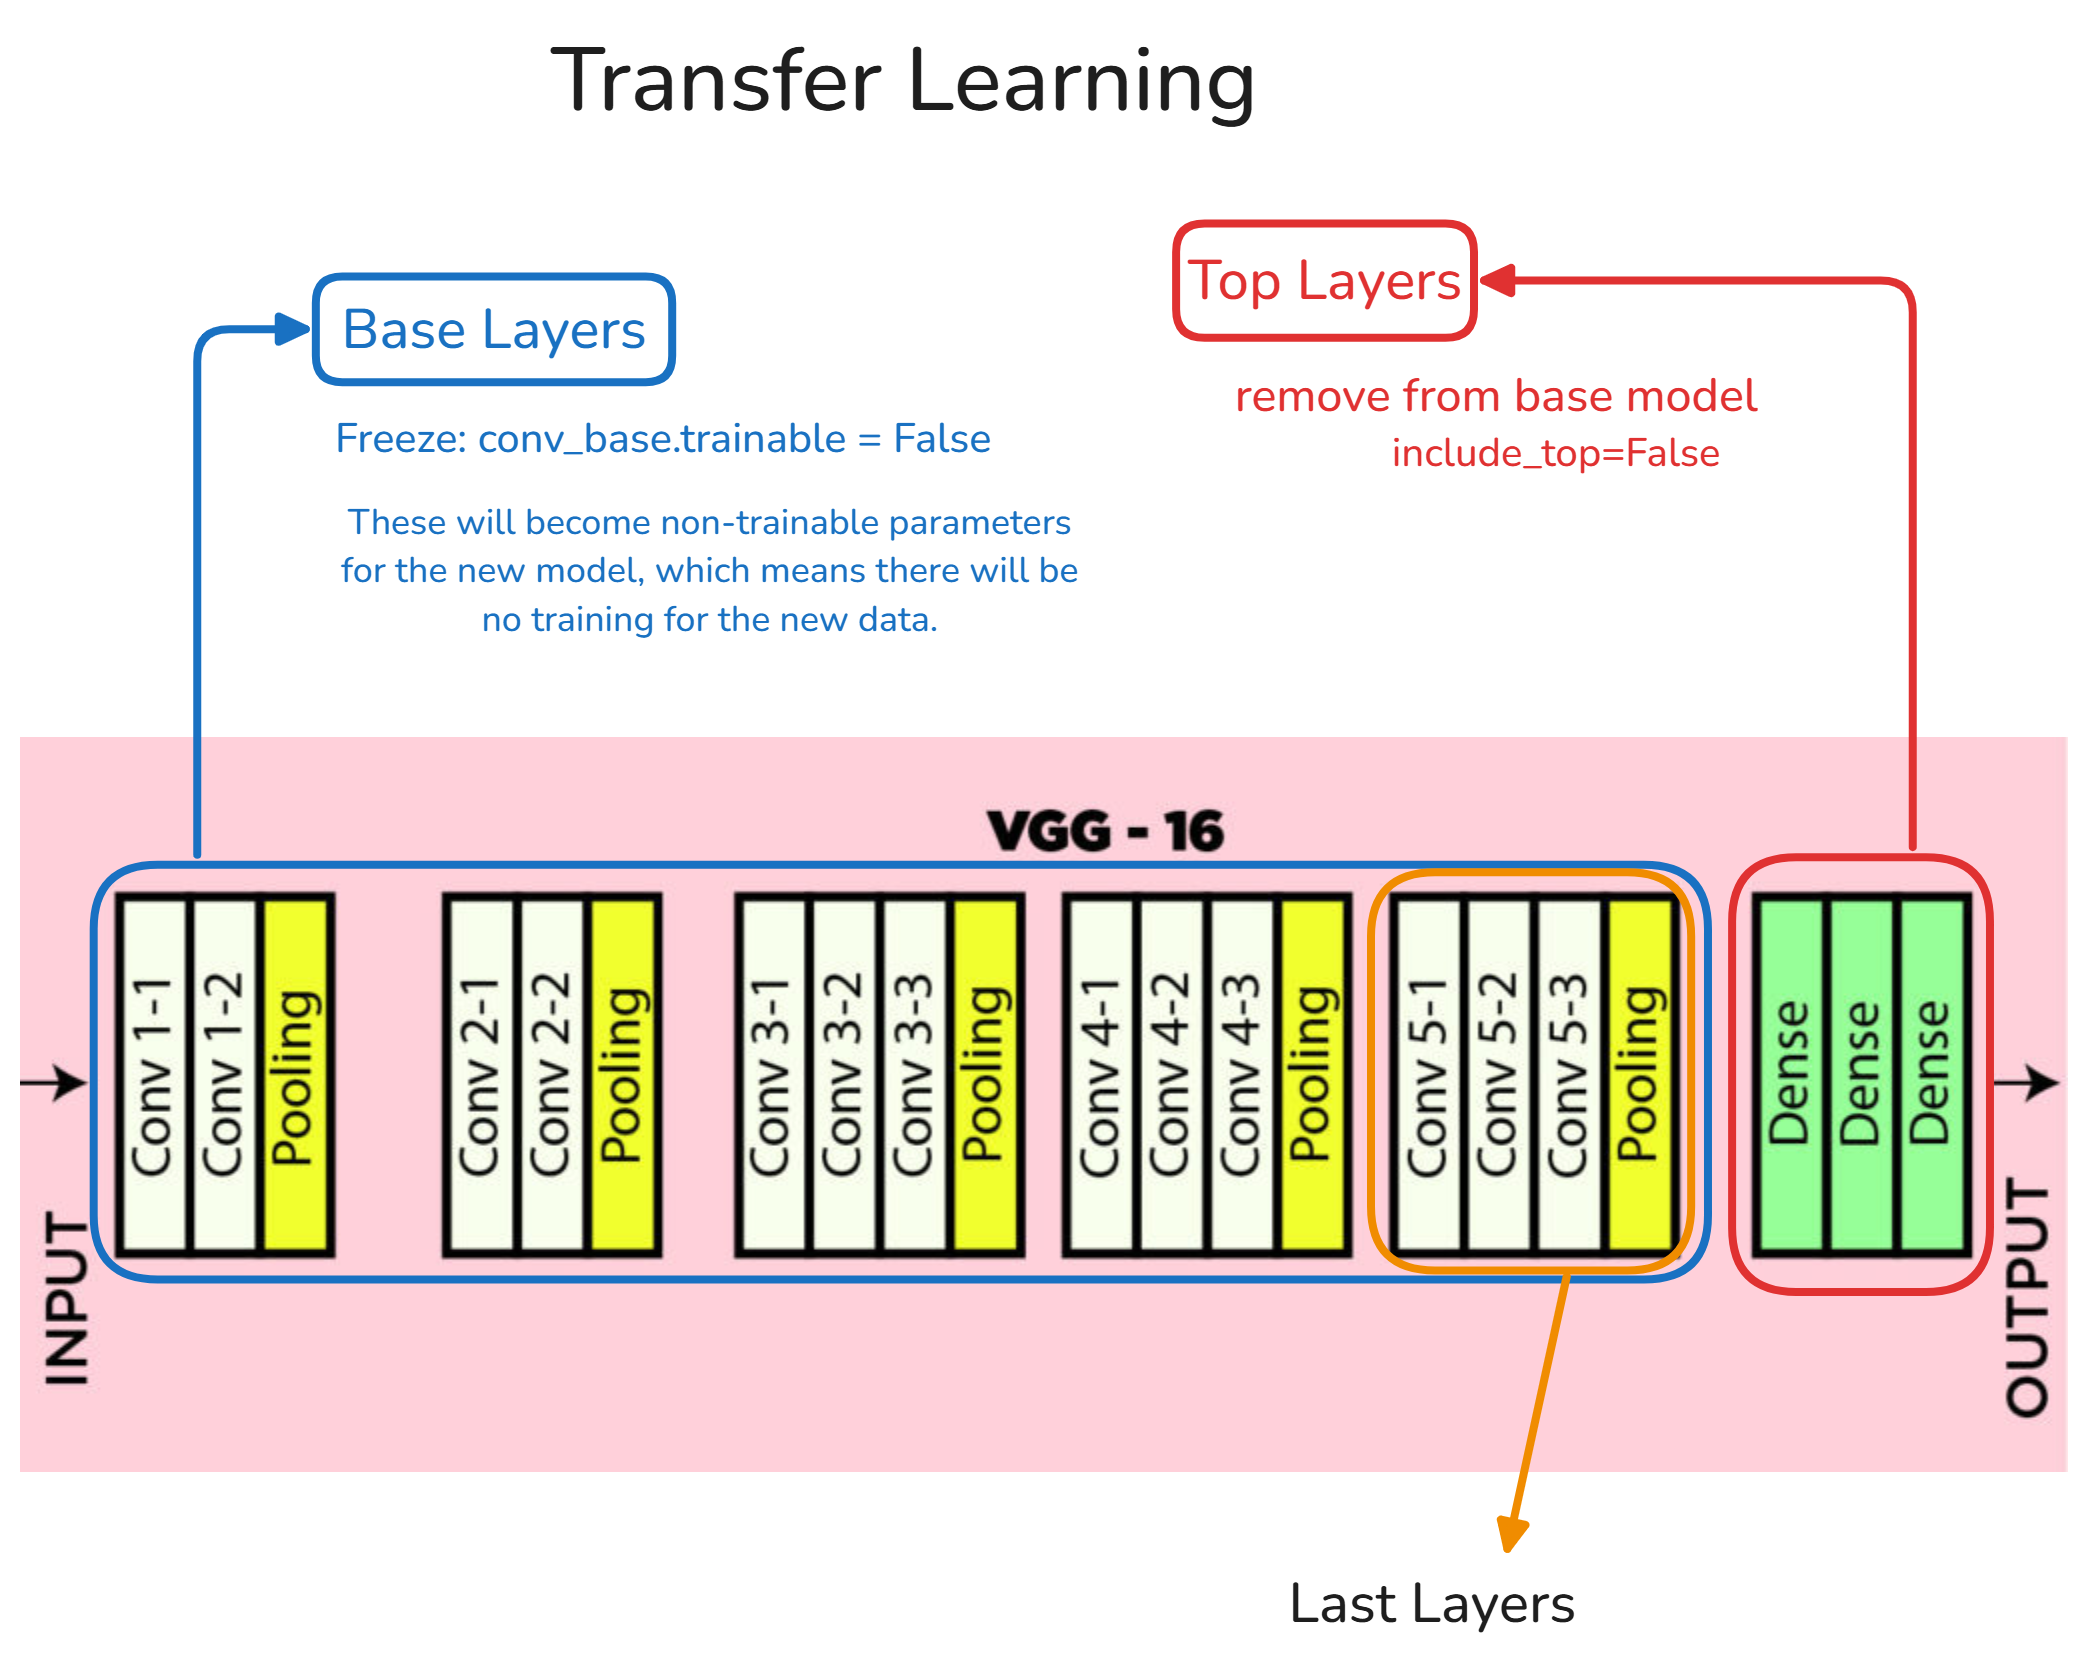 Transfer Learning
Top Layers
Base Layers
remove from base model
include_top=False
Freeze: conv_base.trainable = False
These will become non-trainable parameters
for the new model, which means there will be
no training for the new data.
VGG - 16
INPUT
Conv 1-1
Conv 1-2
Pooling
Conv 2-1
Conv 2-2
Pooling
Conv 3-1
Conv 3-2
Conv 3-3
Pooling
Conv 4-1
Conv 4-2
Conv 4-3
Pooling
Conv 5-1
Conv 5-2
Conv 5-3
Pooling
Dense
Dense
Dense
OUTPUT
Last Layers